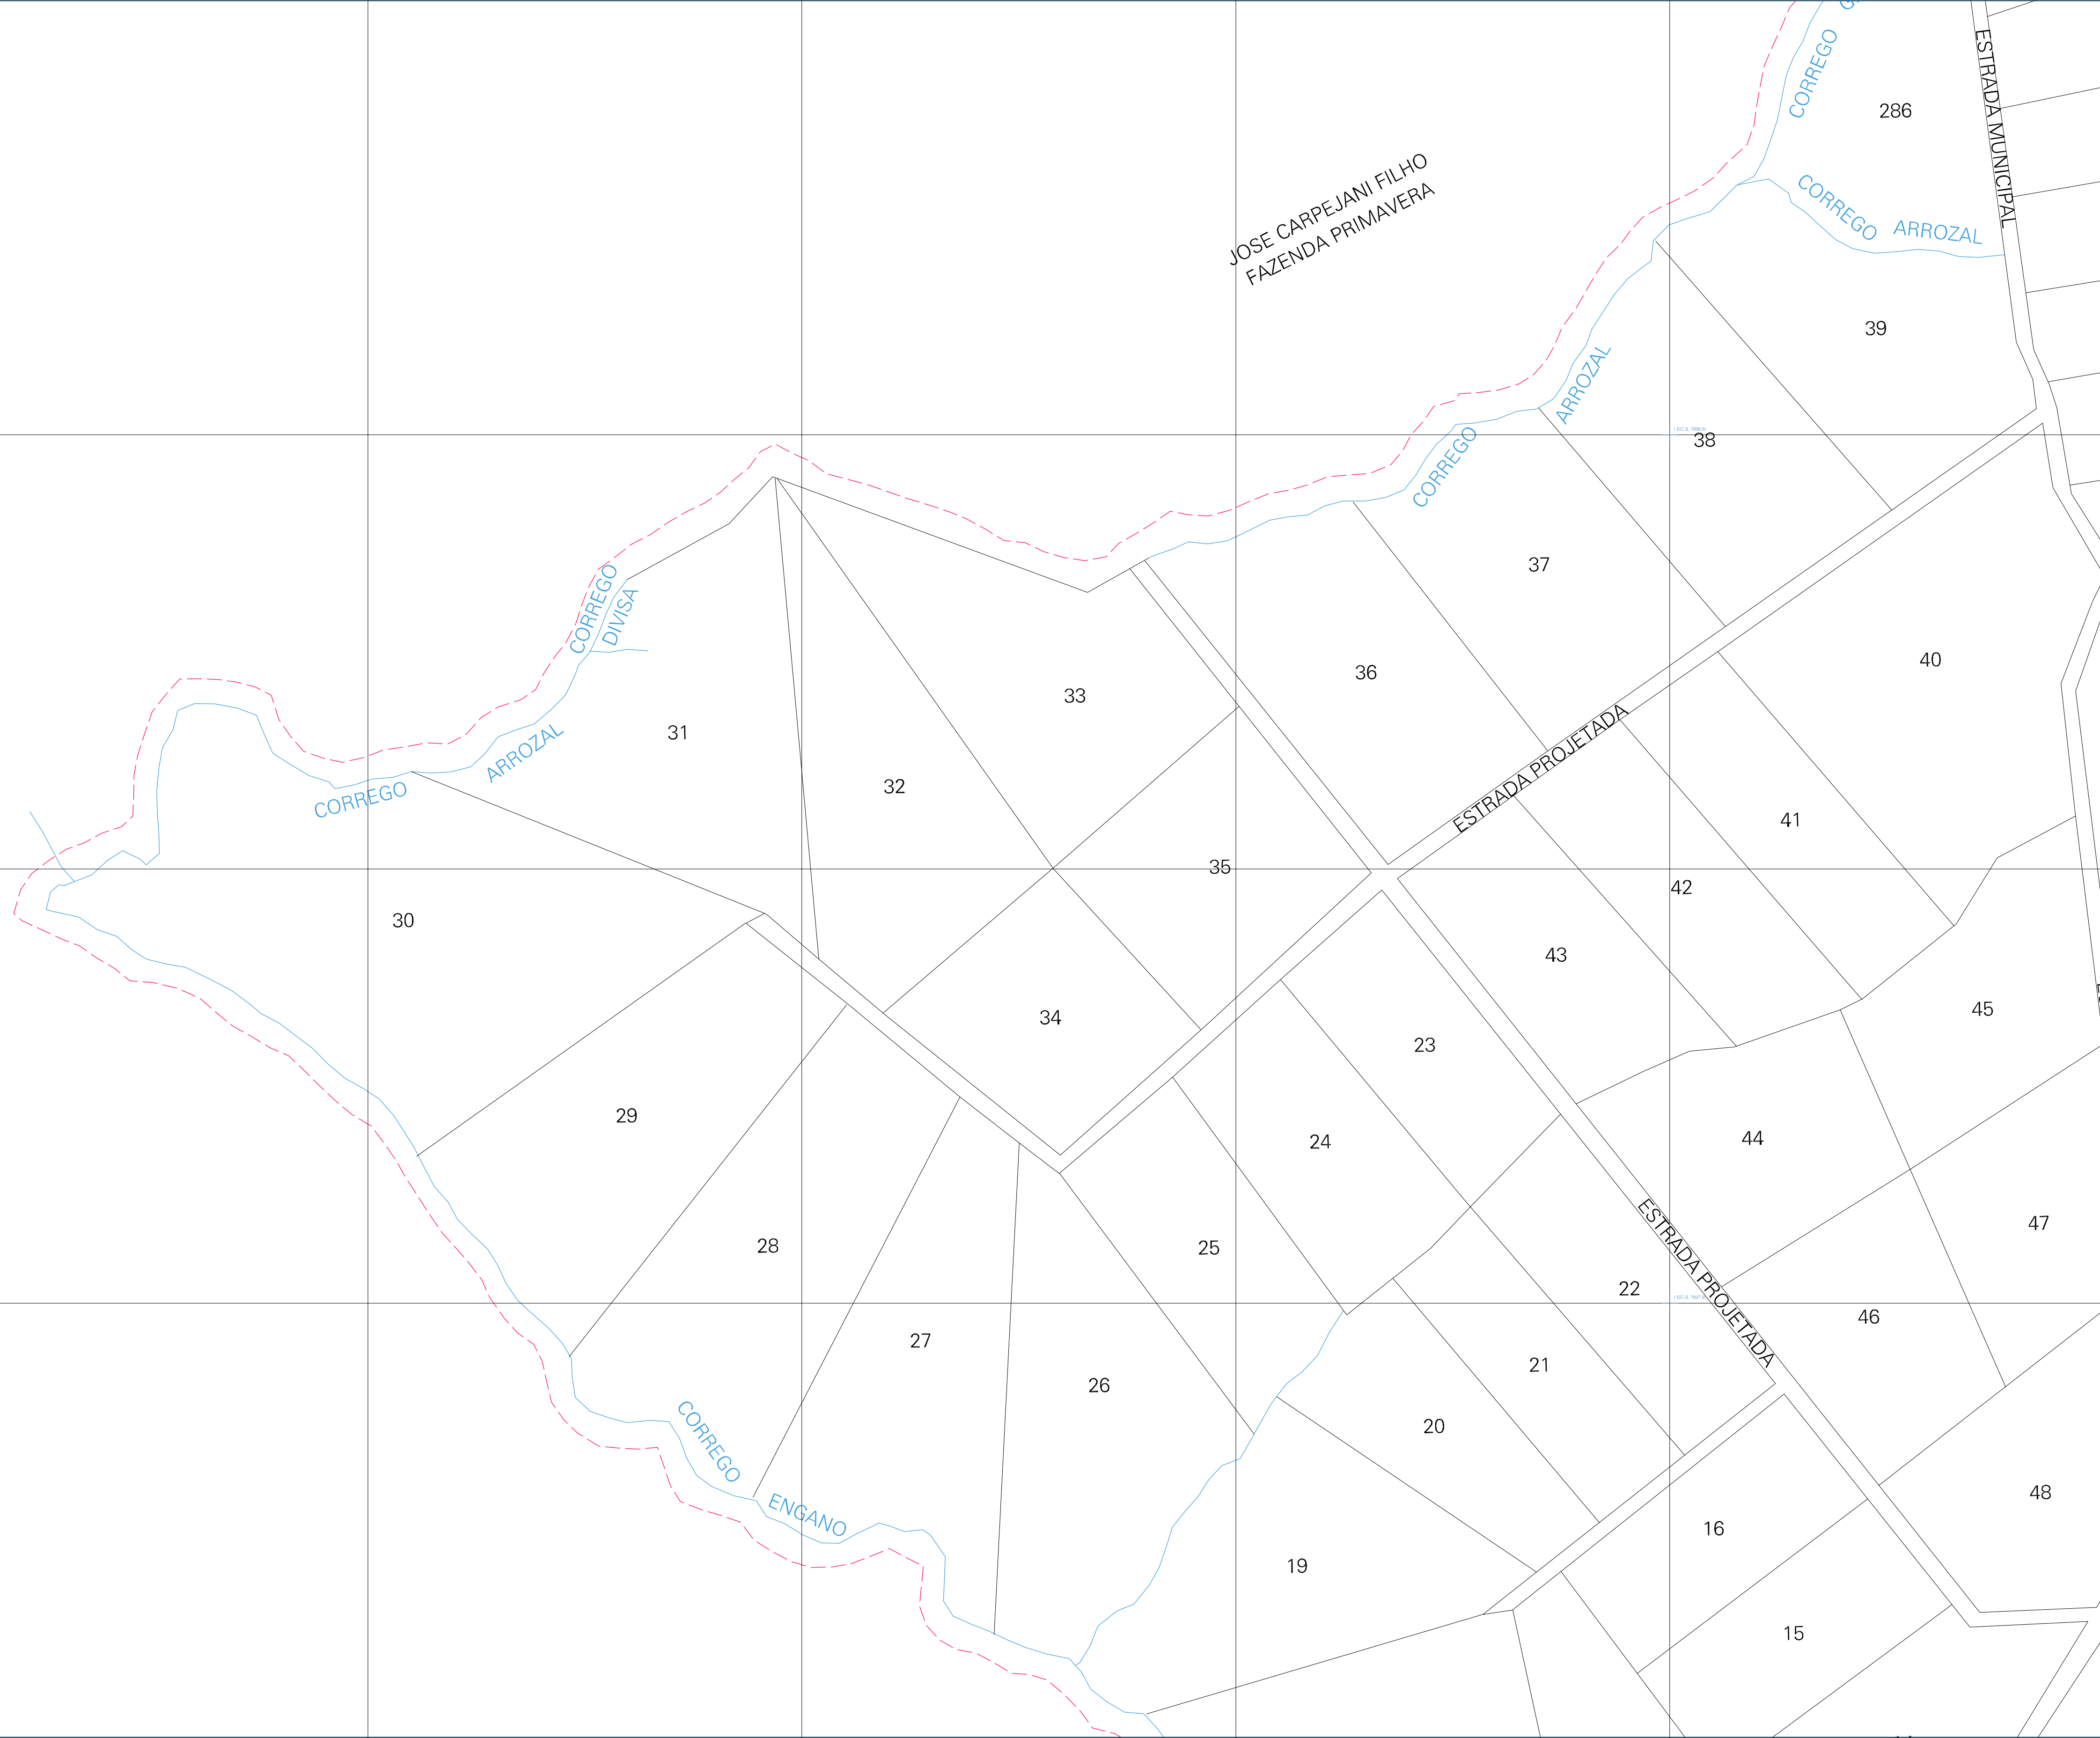 CORREGO
286
ESTRADA MUNICIPAL
JOSE CARPEJANI FILHO
FAZENDA PRIMAVERA
CORREGO
ARROZAL
39
ARROZAL
38
CORREGO
37
CORREGO
DIVISA
36
40
33
31
ARROZAL
ESTRADA PROJETADA
32
CORREGO
41
35
42
30
43
45
34
23
29
24
44
47
28
25
ESTRADA PROJETADA
22
46
27
21
26
20
CORREGO
48
ENGANO
16
19
15